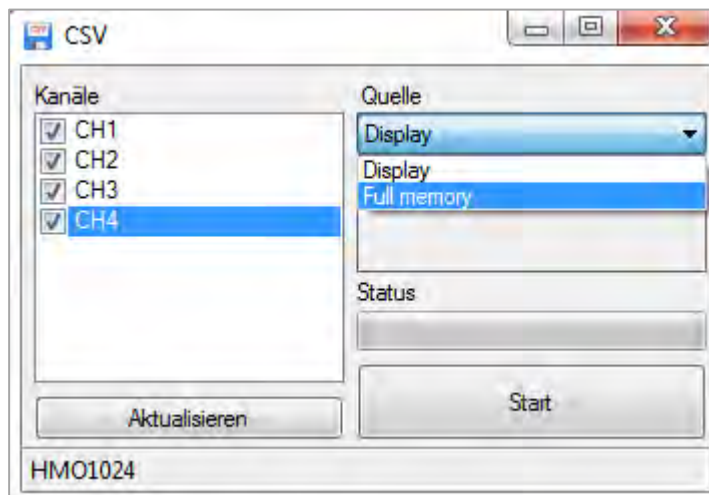 CSV
Kanäle
CH1
CH2
CH3
CH4
Aktualisieren
Quelle
Display
Display
Full memory
Status
Start
HMO1024